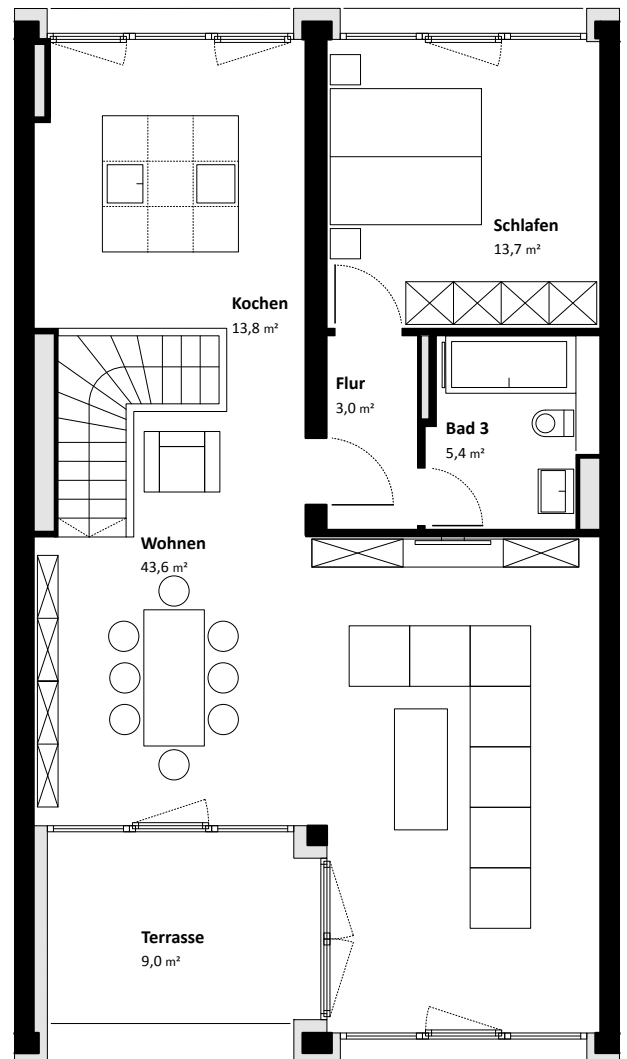 Schlafen
13,7 m²
Kochen
13,8 m²
Flur
3,0 m²
Bad 3
5,4 m²
Wohnen
43,6 m²
Terrasse
9,0 m²